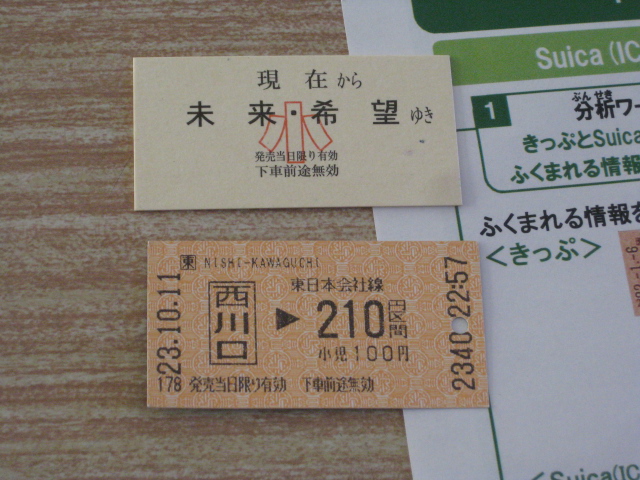 現在から
未来・希望ゆき
小
発売当日限り有効
下車前途無効
東 NISHI-KAWAGUCHI
東日本会社線
西川口 ▶ 210円区間
小児100円
23.10.11
2340 22:57
178 発売当日限り有効 下車前途無効
Suica(IC
1 ぶんせき
分析ワー
きっぷとSuica
ふくまれる情報
ふくまれる情報を
＜きっぷ＞
＜Suica(IC